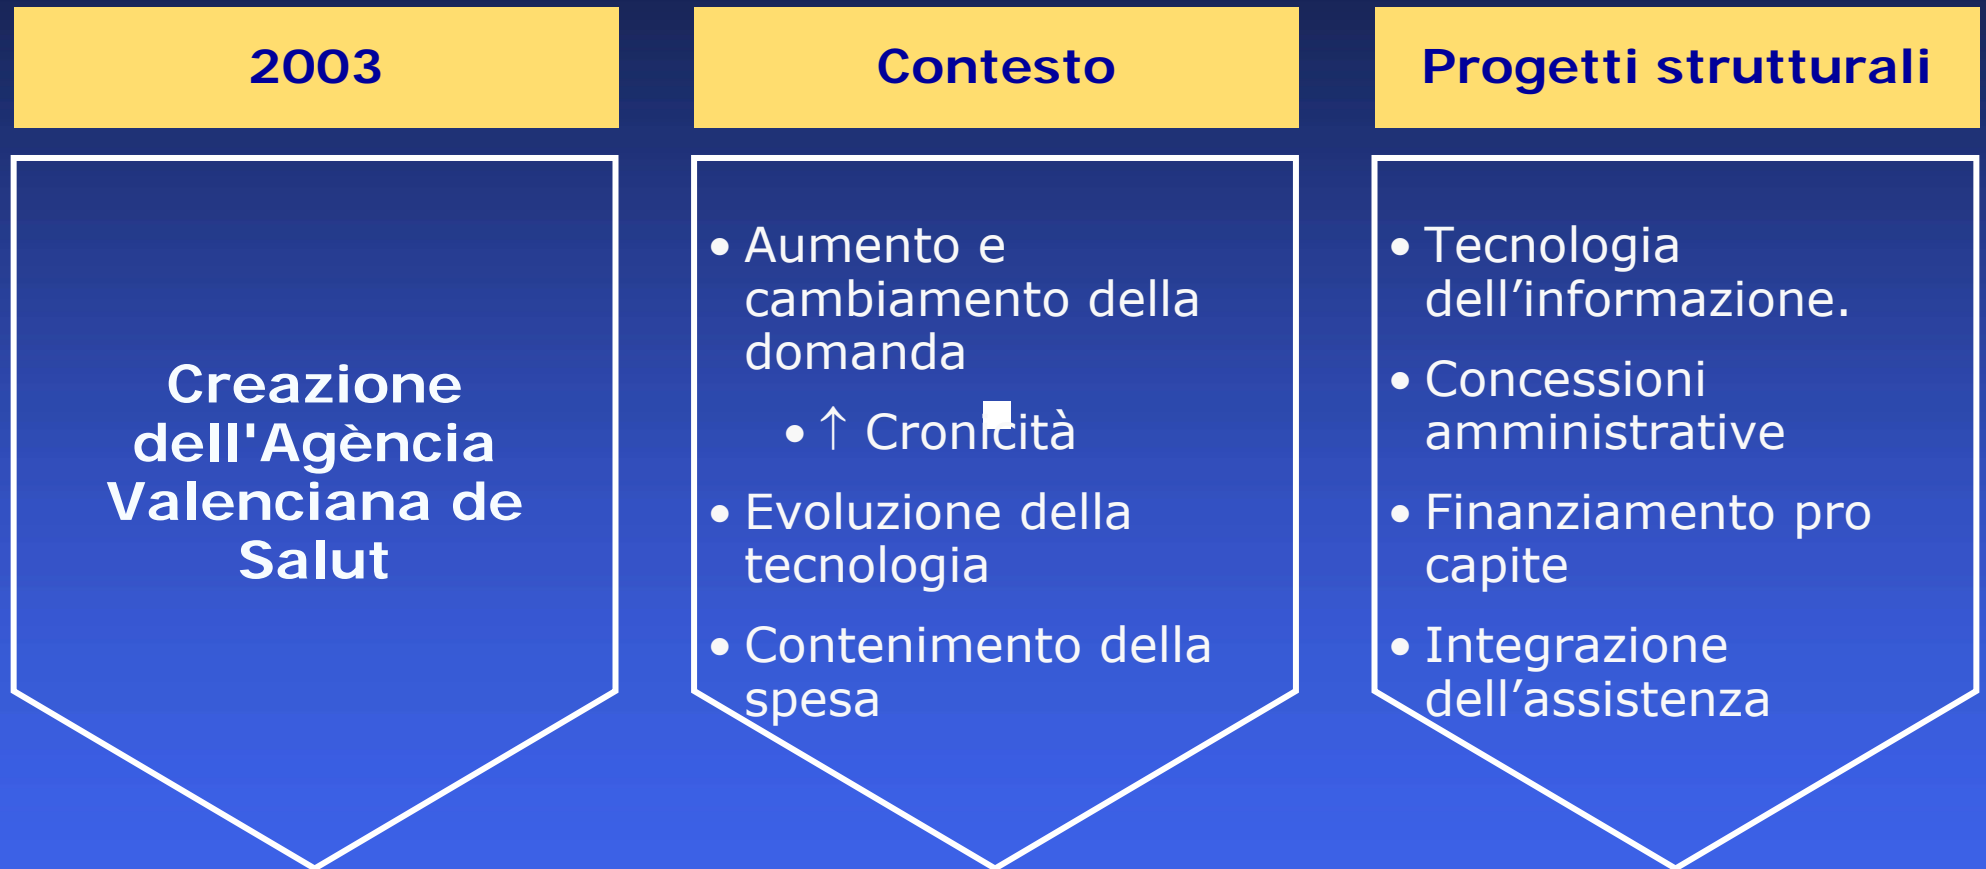 2003
Creazione
dell'Agència
Valenciana de
Salut
Contesto
• Aumento e
cambiamento della
domanda
• ↑ Cronicità
• Evoluzione della
tecnologia
• Contenimento della
spesa
Progetti strutturali
• Tecnologia
dell’informazione.
• Concessioni
amministrative
• Finanziamento pro
capite
• Integrazione
dell’assistenza